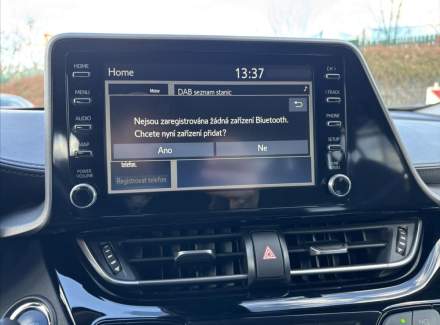 HOME
MENU
AUDIO
MAP
POWER
VOLUME
Home
13:37
DAB seznam stanic
Nejsou zaregistrována žádná zařízení Bluetooth.
Chcete nyní zařízení přidat?
Ano
Ne
telefon.
Registrovat telefon
TRACK
PHONE
SETUP